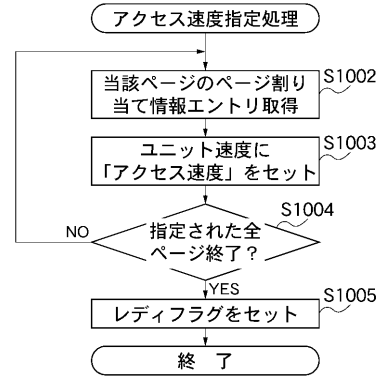 アクセス速度指定処理
S1002
当該ページのページ割り
当て情報エントリ取得
S1003
ユニット速度に
「アクセス速度」をセット
S1004
指定された全
ページ終了？
NO
YES
S1005
レディフラグをセット
終 了